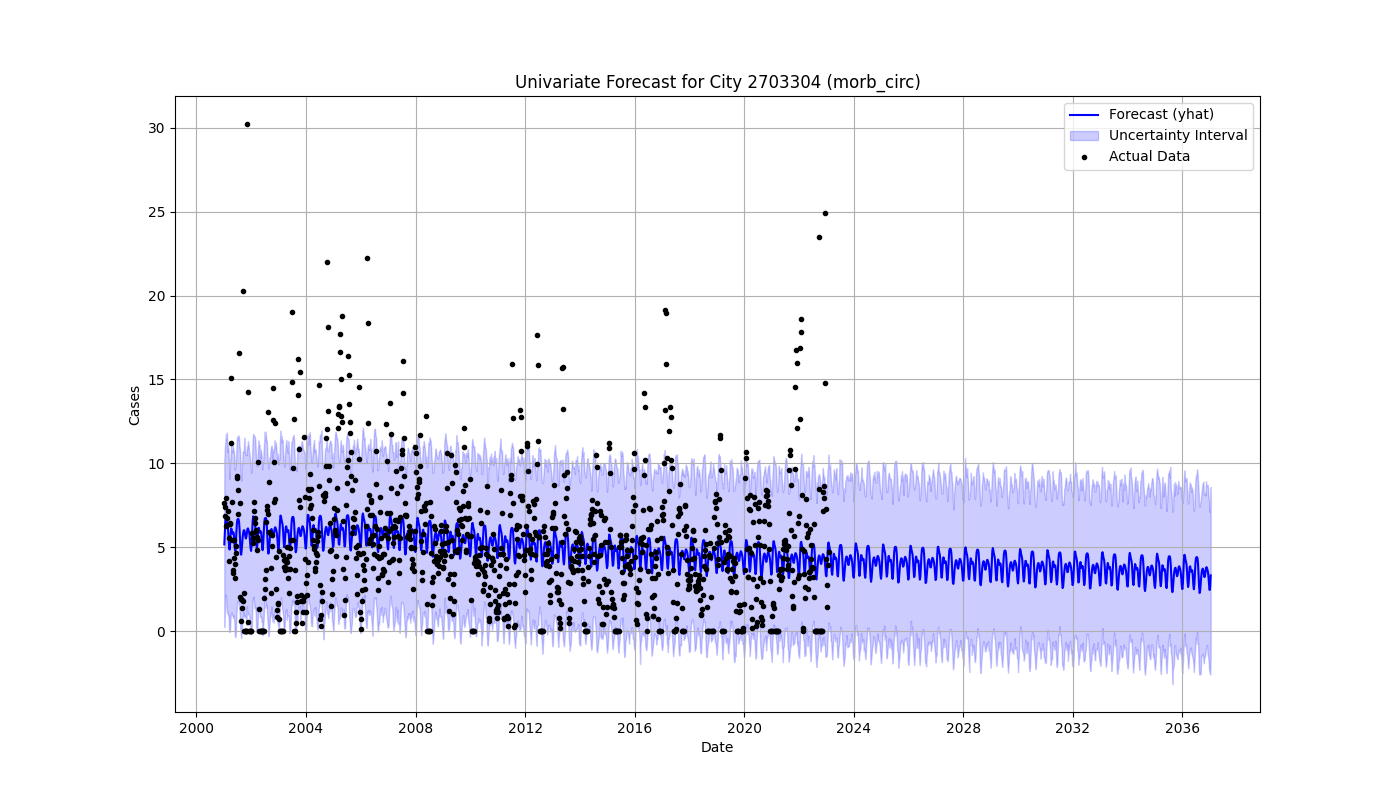 Univariate Forecast for City 2703304 (morb_circ)
Forecast (yhat)
Uncertainty Interval
Actual Data
Cases
30
25
20
15
10
5
0
2000 2004 2008 2012 2016 2020 2024 2028 2032 2036
Date